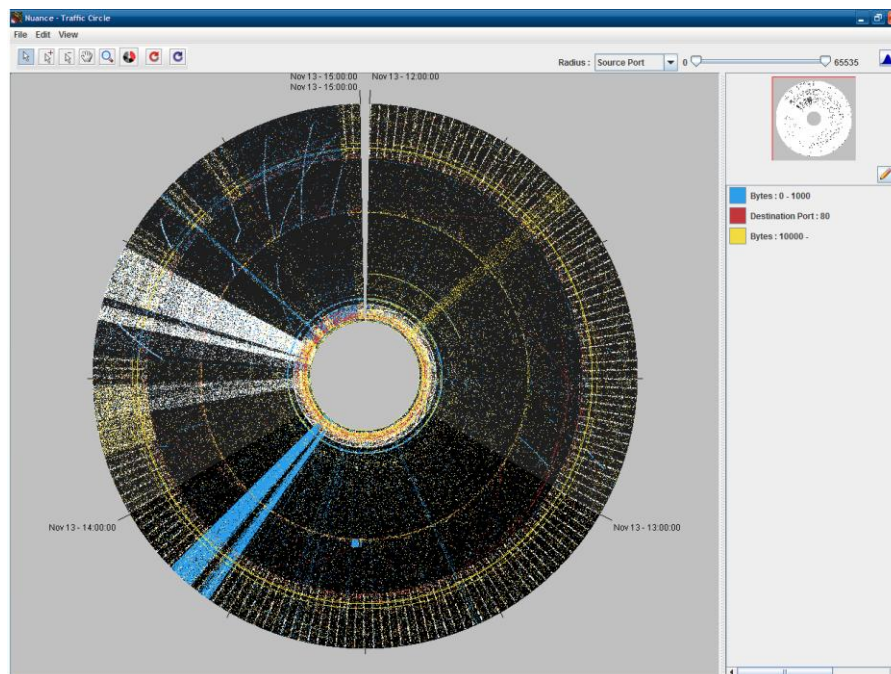 Nuance - Traffic Circle
File Edit View
Radius : Source Port 0 65535
Nov 13 - 15:00:00 Nov 13 - 12:00:00
Nov 13 - 15:00:00
Bytes : 0 - 1000
Destination Port : 80
Bytes : 10000 -
Nov 13 - 14:00:00
Nov 13 - 13:00:00